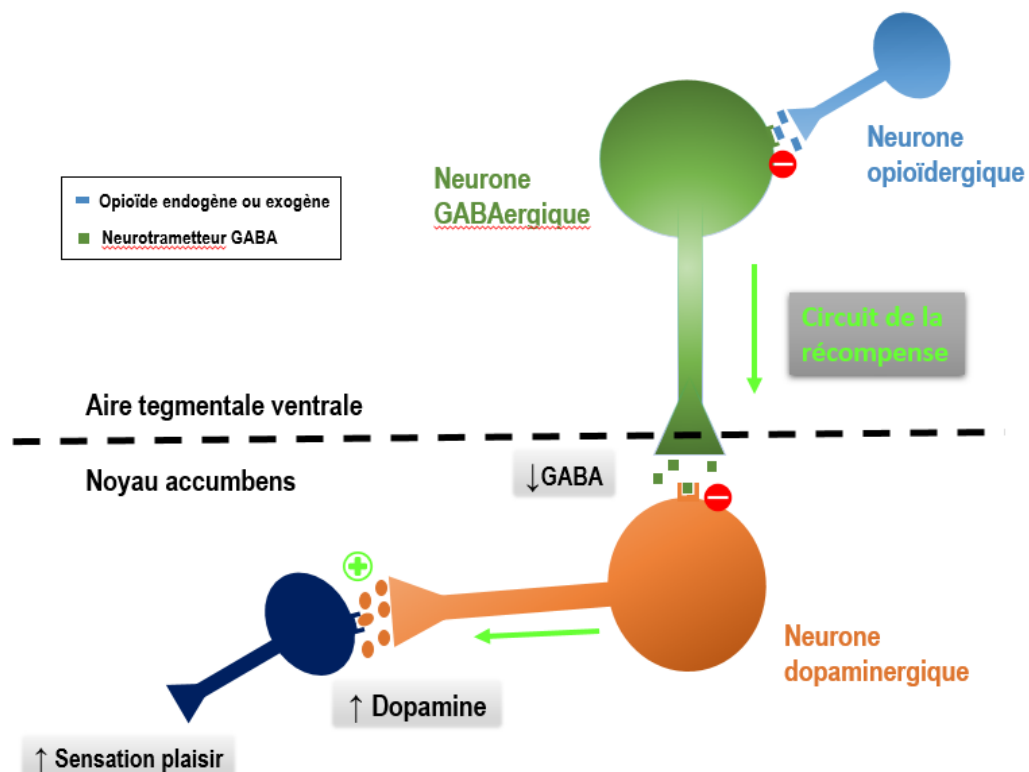 Neurone
opioïdergique
Neurone
GABAergique
Opioïde endogène ou exogène
Neurotrametteur GABA
Circuit de la
récompense
Aire tegmentale ventrale
Noyau accumbens
↓GABA
Neurone
dopaminergique
↑ Dopamine
↑ Sensation plaisir